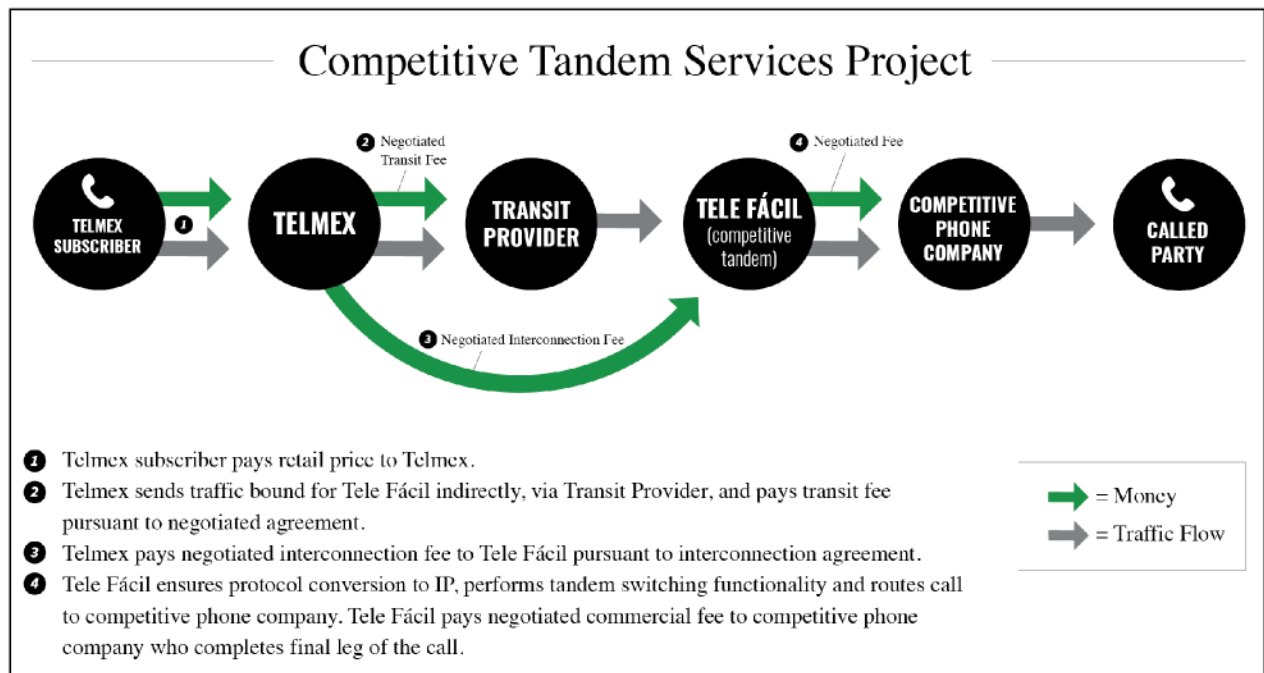 Competitive Tandem Services Project
2 Negotiated
Transit Fee
4 Negotiated Fee
TELMEX
SUBSCRIBER
1
TELMEX
TRANSIT
PROVIDER
TELE FÁCIL
(competitive
tandem)
COMPETITIVE
PHONE
COMPANY
CALLED
PARTY
3 Negotiated Interconnection Fee
1 Telmex subscriber pays retail price to Telmex.
2 Telmex sends traffic bound for Tele Fácil indirectly, via Transit Provider, and pays transit fee
pursuant to negotiated agreement.
3 Telmex pays negotiated interconnection fee to Tele Fácil pursuant to interconnection agreement.
4 Tele Fácil ensures protocol conversion to IP, performs tandem switching functionality and routes call
to competitive phone company. Tele Fácil pays negotiated commercial fee to competitive phone
company who completes final leg of the call.
= Money
= Traffic Flow